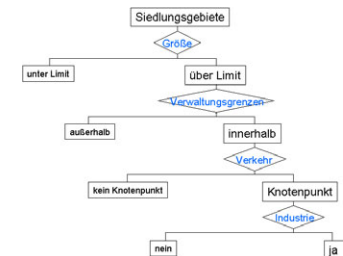 Siedlungsgebiete
Größe
unter Limit
über Limit
Verwaltungsgrenzen
außerhalb
innerhalb
Verkehr
kein Knotenpunkt
Knotenpunkt
Industrie
nein
ja